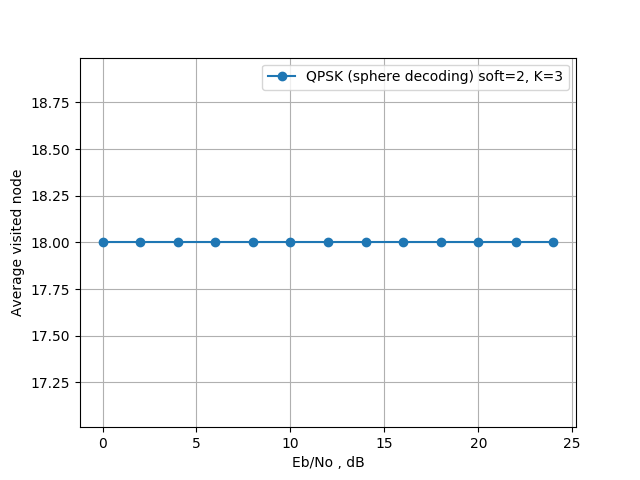 QPSK (sphere decoding) soft=2, K=3
18.75
18.50
18.25
18.00
17.75
17.50
17.25
Average visited node
0 5 10 15 20 25
Eb/No , dB